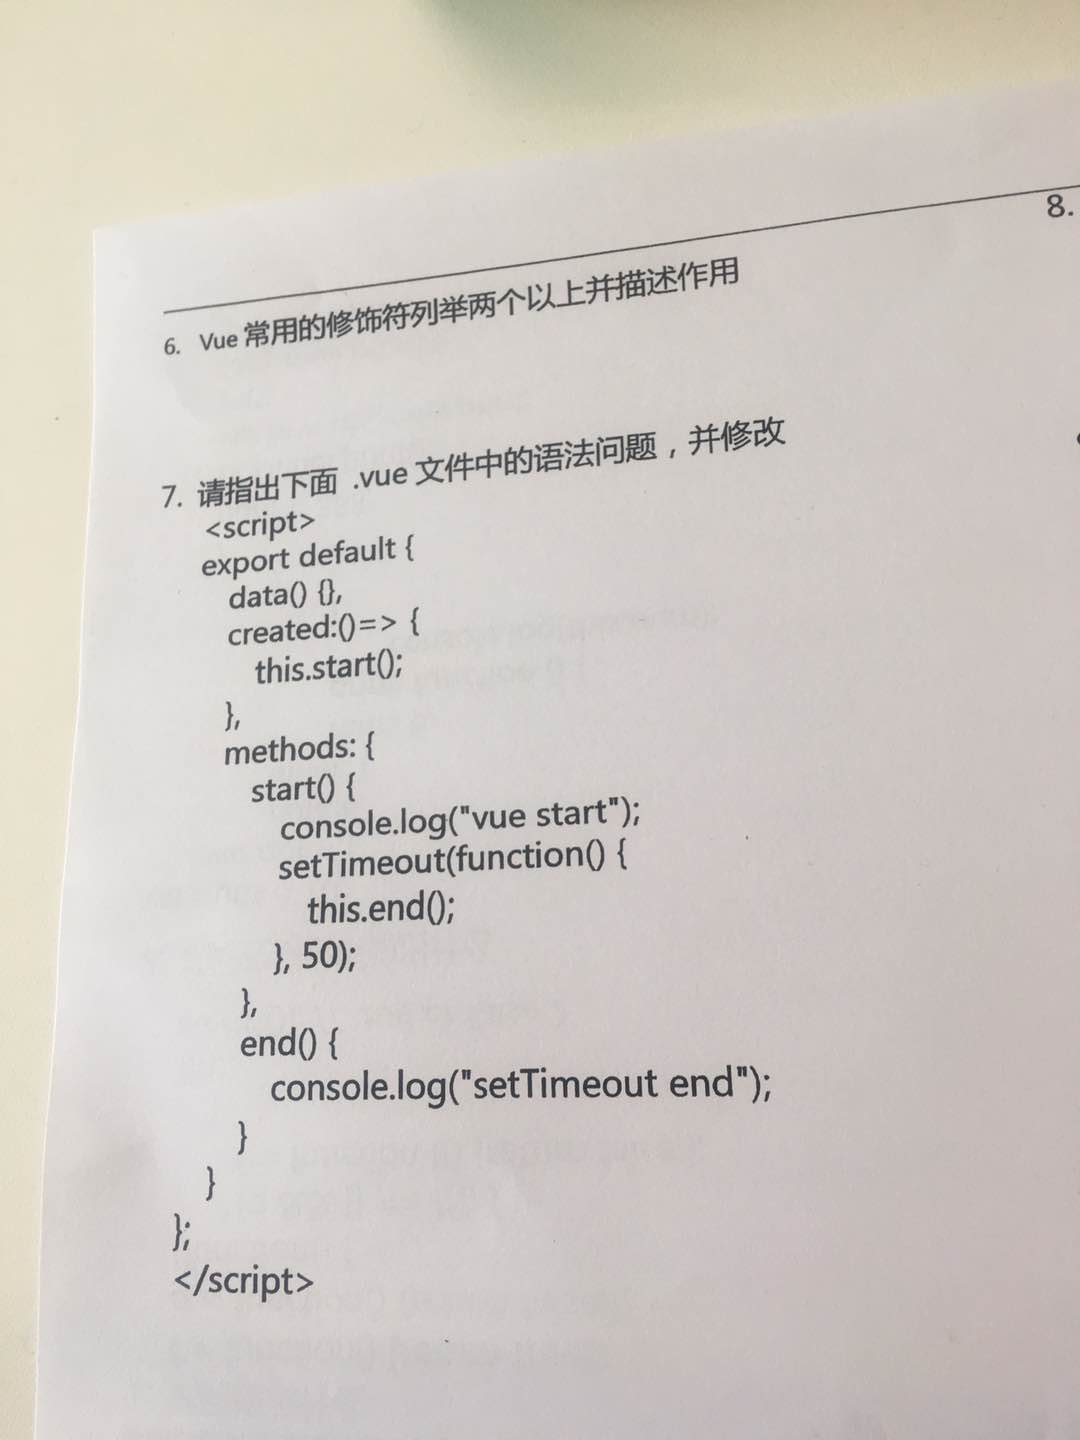 8.
6. Vue 常用的修饰符列举两个以上并描述作用
7. 请指出下面 .vue 文件中的语法问题，并修改
<script>
export default {
data() {},
created:()=> {
this.start();
},
methods: {
start() {
console.log("vue start");
setTimeout(function() {
this.end();
}, 50);
},
end() {
console.log("setTimeout end");
}
}
};
</script>